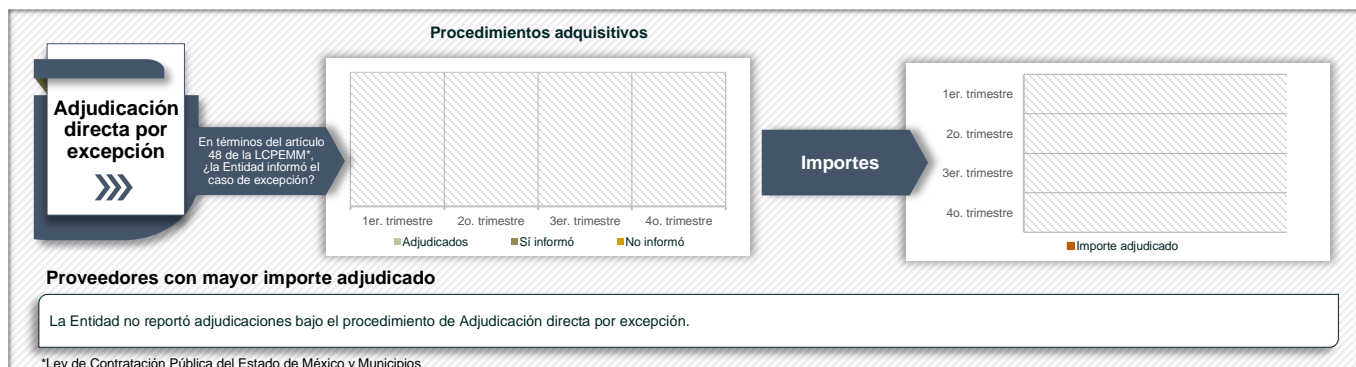 Procedimientos adquisitivos
Adjudicación
directa por
excepción
En términos del artículo
48 de la LCPEMM*,
¿la Entidad informó el
caso de excepción?
1er. trimestre 2o. trimestre 3er. trimestre 4o. trimestre
Adjudicados Sí informó No informó
Importes
1er. trimestre
2o. trimestre
3er. trimestre
4o. trimestre
Importe adjudicado
Proveedores con mayor importe adjudicado
La Entidad no reportó adjudicaciones bajo el procedimiento de Adjudicación directa por excepción.
*Ley de Contratación Pública del Estado de México y Municipios